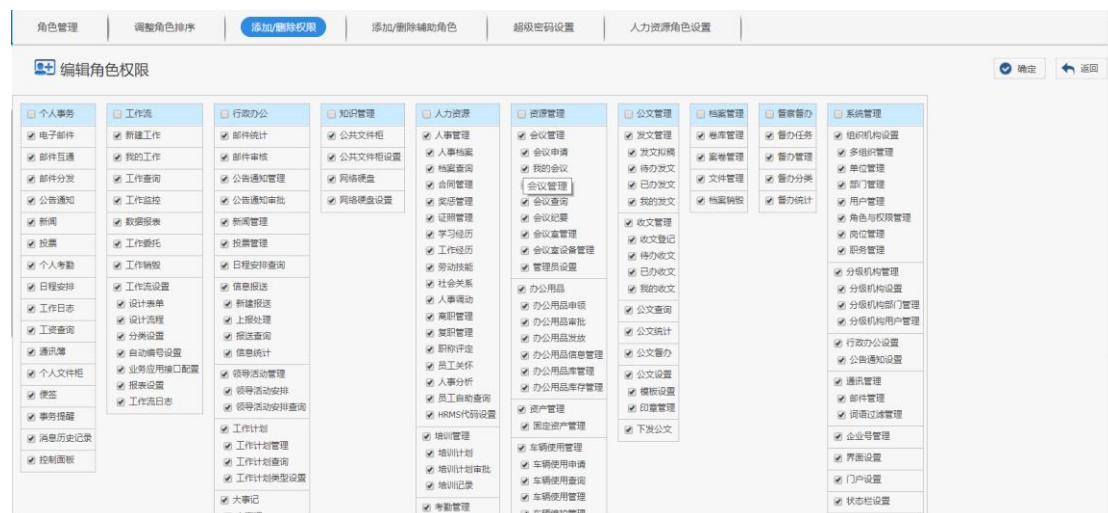 角色管理
调整角色排序
添加/删除权限
添加/删除辅助角色
超级密码设置
人力资源角色设置
编辑角色权限
确定
返回
个人事务
电子邮件
邮件互通
邮件分发
公告通知
新闻
投票
个人考勤
日程安排
工作日志
工资查询
通讯簿
个人文件柜
便签
事务提醒
消息历史记录
控制面板
工作流
新建工作
我的工作
工作查询
工作监控
数据报表
工作委托
工作销毁
工作流设置
设计表单
设计流程
分类设置
自动编号设置
业务应用接口配置
报表设置
工作流日志
行政办公
邮件统计
邮件审核
公告通知管理
公告通知审批
新闻管理
投票管理
日程安排查询
信息报送
新建报送
上报处理
报送查询
信息统计
领导活动管理
领导活动安排
领导活动安排查询
工作计划
工作计划管理
工作计划查询
工作计划类型设置
大事记
知识管理
公共文件柜
公共文件柜设置
网络硬盘
网络硬盘设置
人力资源
人事管理
人事档案
档案查询
合同管理
奖惩管理
证照管理
学习经历
工作经历
劳动技能
社会关系
人事调动
离职管理
复职管理
职称评定
员工关怀
人事分析
员工自助查询
HRMS代码设置
培训管理
培训计划
培训计划审批
培训记录
考勤管理
资源管理
会议管理
会议申请
我的会议
会议管理
会议查询
会议纪要
会议室管理
会议室设备管理
管理员设置
办公用品
办公用品申领
办公用品审批
办公用品发放
办公用品信息管理
办公用品库管理
办公用品库存管理
资产管理
固定资产管理
车辆使用管理
车辆使用申请
车辆使用查询
车辆使用管理
公文管理
发文管理
发文拟稿
待办发文
已办发文
我的发文
收文管理
收文登记
待办收文
已办收文
我的收文
公文查询
公文统计
公文督办
公文设置
模板设置
印章管理
下发公文
档案管理
卷库管理
案卷管理
文件管理
档案销毁
督察督办
督办任务
督办管理
督办分类
督办统计
系统管理
组织机构设置
多组织管理
单位管理
部门管理
用户管理
角色与权限管理
岗位管理
职务管理
分级机构管理
分级机构设置
分级机构部门管理
分级机构用户管理
行政办公设置
公告通知设置
通讯管理
邮件管理
词语过滤管理
企业号管理
界面设置
门户设置
状态栏设置